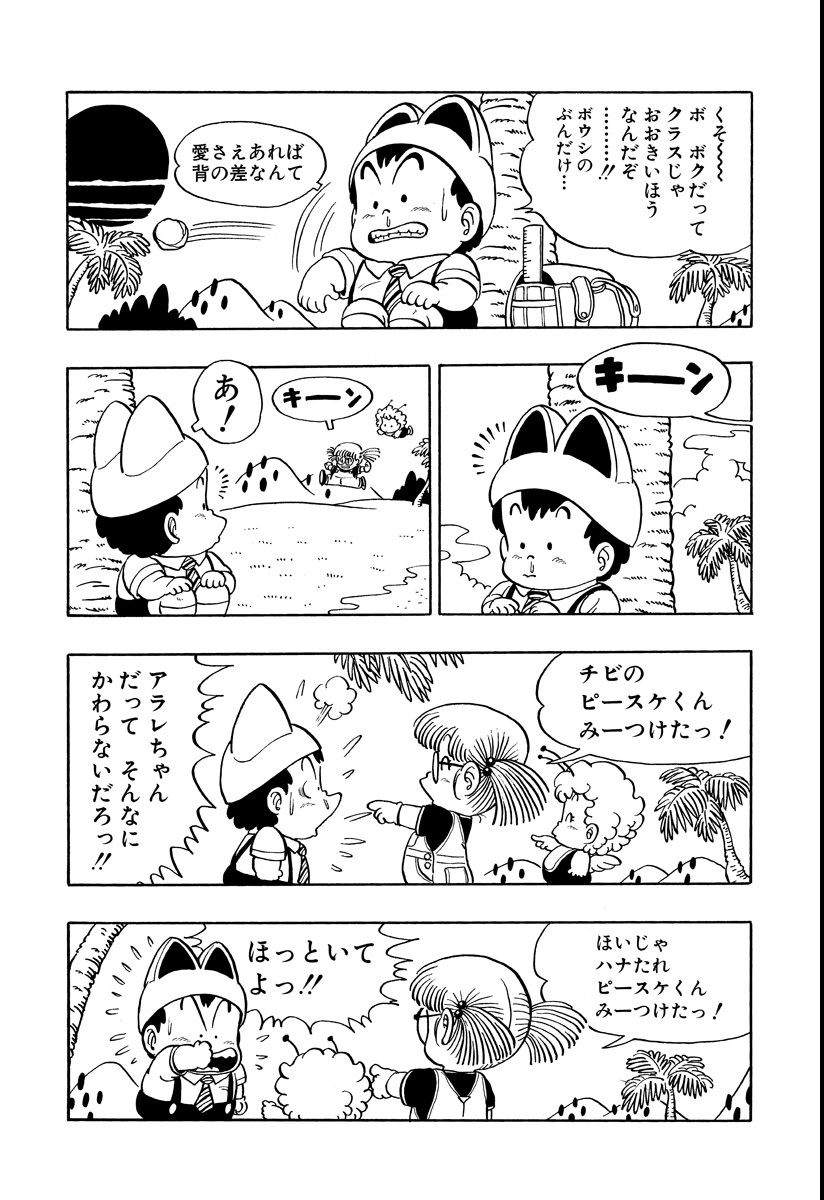 くそ～～～
ボ ボクだって
クラスじゃ
おおきいほう
なんだぞ
…………!!
ボウシの
ぶんだけ…
愛さえあれば
背の差なんて
キーーン
キーーン
あ！
チビの
ピースケくん
みーつけたっ！
アラレちゃん
だって そんなに
かわらないだろっ!!
ほいじゃ
ハナたれ
ピースケくん
みーつけたっ！
ほっといて
よっ!!